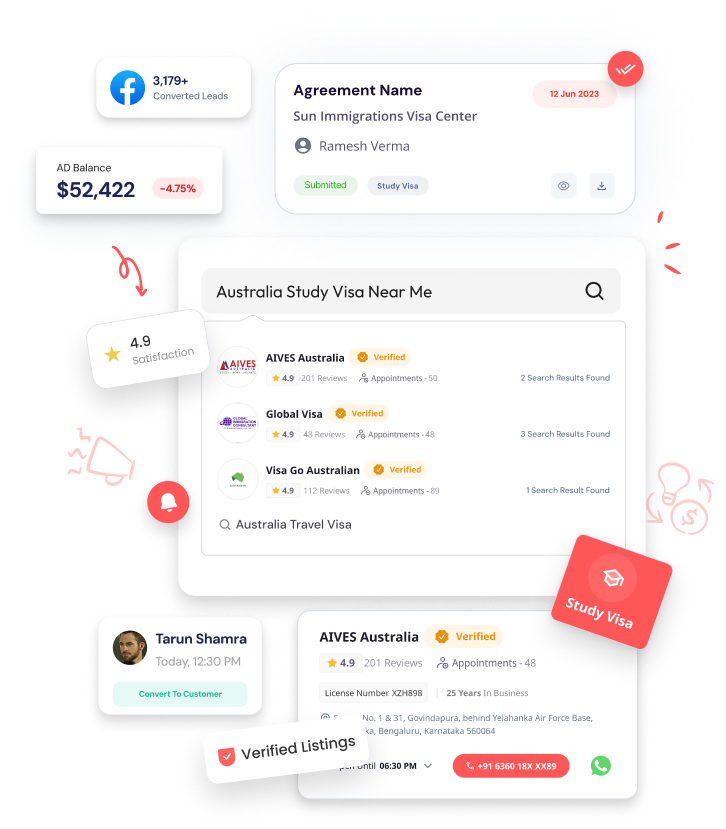 3,179+
Converted Leads
Agreement Name
12 Jun 2023
Sun Immigrations Visa Center
Ramesh Verma
Submitted
Study Visa
AD Balance
$52,422
-4.75%
Australia Study Visa Near Me
4.9
Satisfaction
AIVES
AUSTRALIA
AIVES Australia
Verified
4.9 201 Reviews Appointments - 50
2 Search Results Found
GLOBAL
IMMIGRATION
CONSULTANT
Global Visa
Verified
4.9 48 Reviews Appointments - 48
3 Search Results Found
Visa Go Australian
Verified
4.9 112 Reviews Appointments - 89
1 Search Result Found
Australia Travel Visa
Study Visa
Tarun Shamra
Today, 12:30 PM
Convert To Customer
AIVES Australia
Verified
4.9 201 Reviews Appointments - 48
License Number XZH898
25 Years In Business
No. 1 & 31, Govindapura, behind Yelahanka Air Force Base,
Bengaluru, Karnataka 560064
Verified Listings
Until 06:30 PM
+91 6360 18X XX89